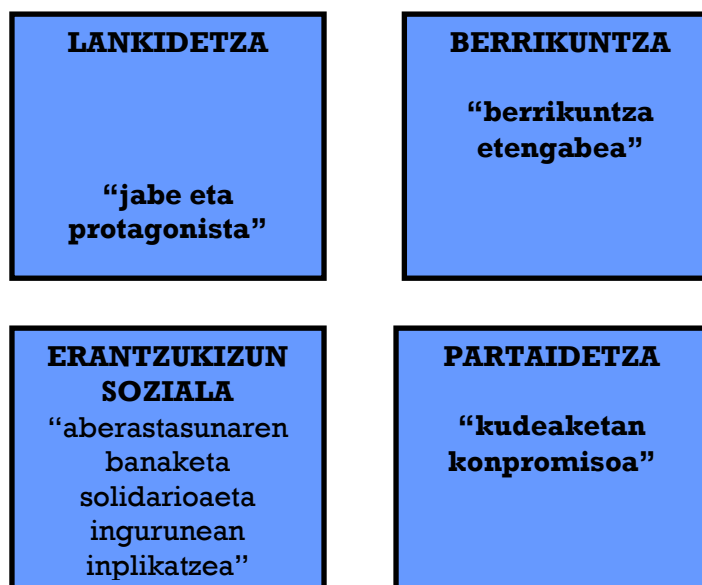 LANKIDETZA
“jabe eta
protagonista”
BERRIKUNTZA
“berrikuntza
etengabea”
ERANTZUKIZUN
SOZIALA
“aberastasunaren
banaketa
solidarioaeta
ingurunean
inplikatzea”
PARTAIDETZA
“kudeaketan
konpromisoa”